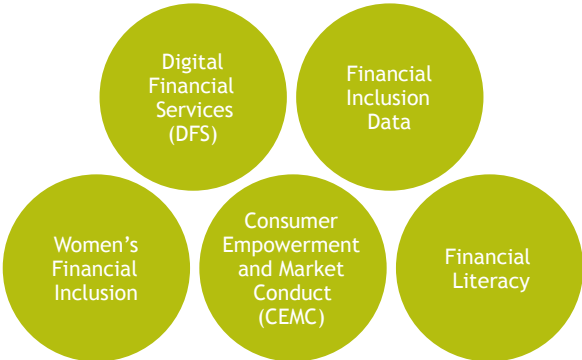 Digital
Financial
Services
(DFS)
Financial
Inclusion
Data
Women’s
Financial
Inclusion
Consumer
Empowerment
and Market
Conduct
(CEMC)
Financial
Literacy